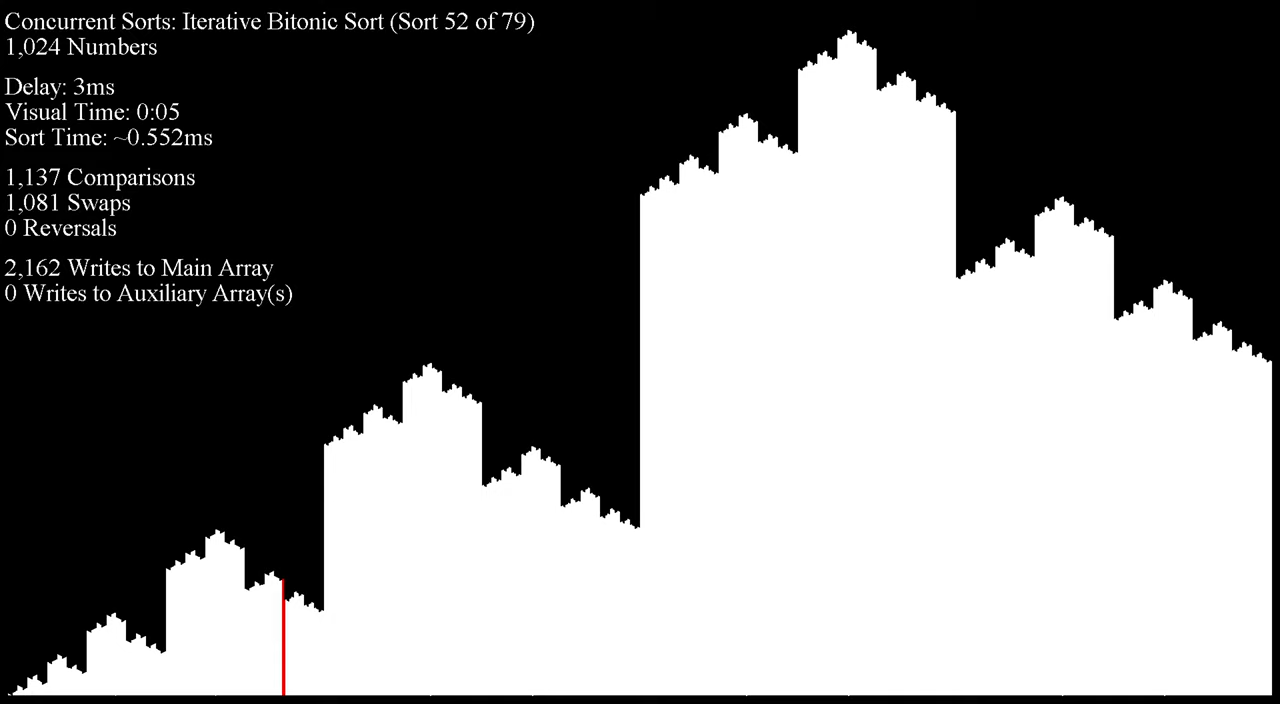 Concurrent Sorts: Iterative Bitonic Sort (Sort 52 of 79)
1,024 Numbers
Delay: 3ms
Visual Time: 0:05
Sort Time: ~0.552ms
1,137 Comparisons
1,081 Swaps
0 Reversals
2,162 Writes to Main Array
0 Writes to Auxiliary Array(s)